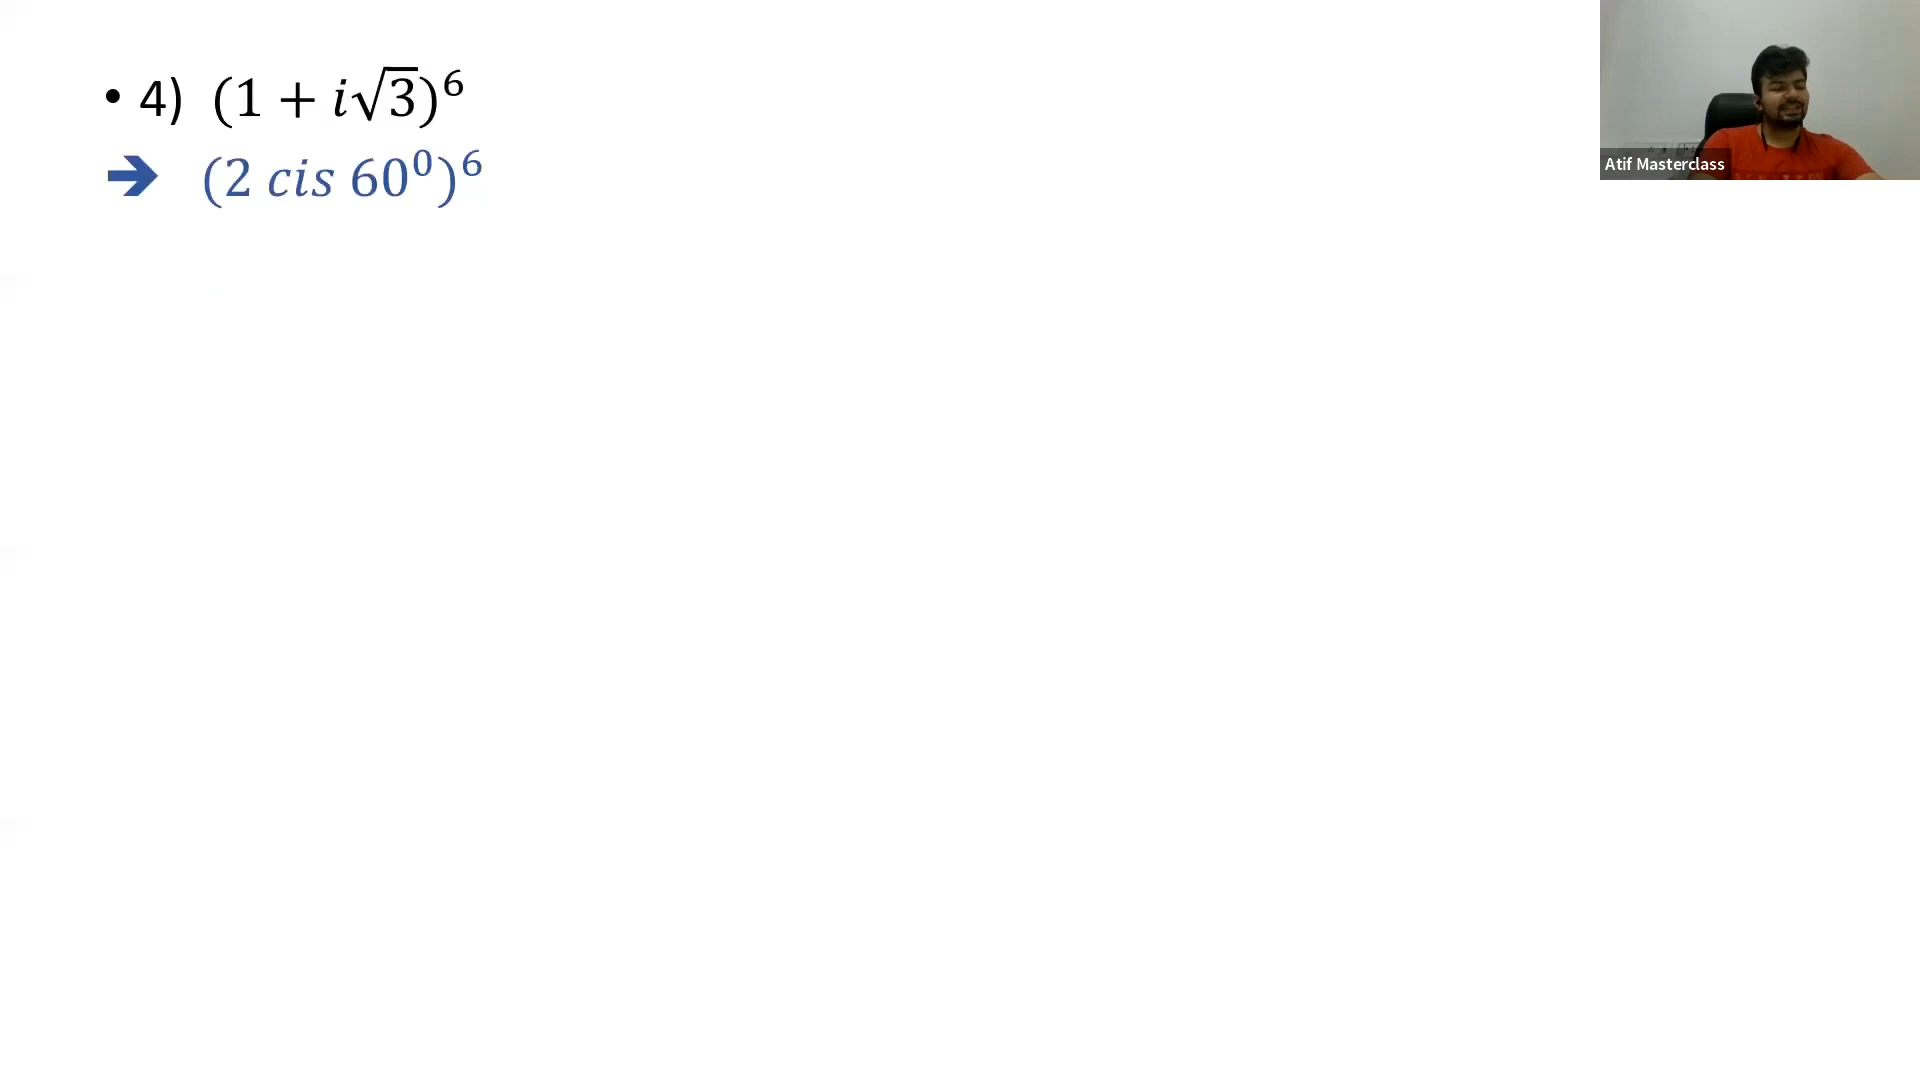 • 4) (1 + i√3)⁶
➔ (2 cis 60⁰)⁶
Atif Masterclass